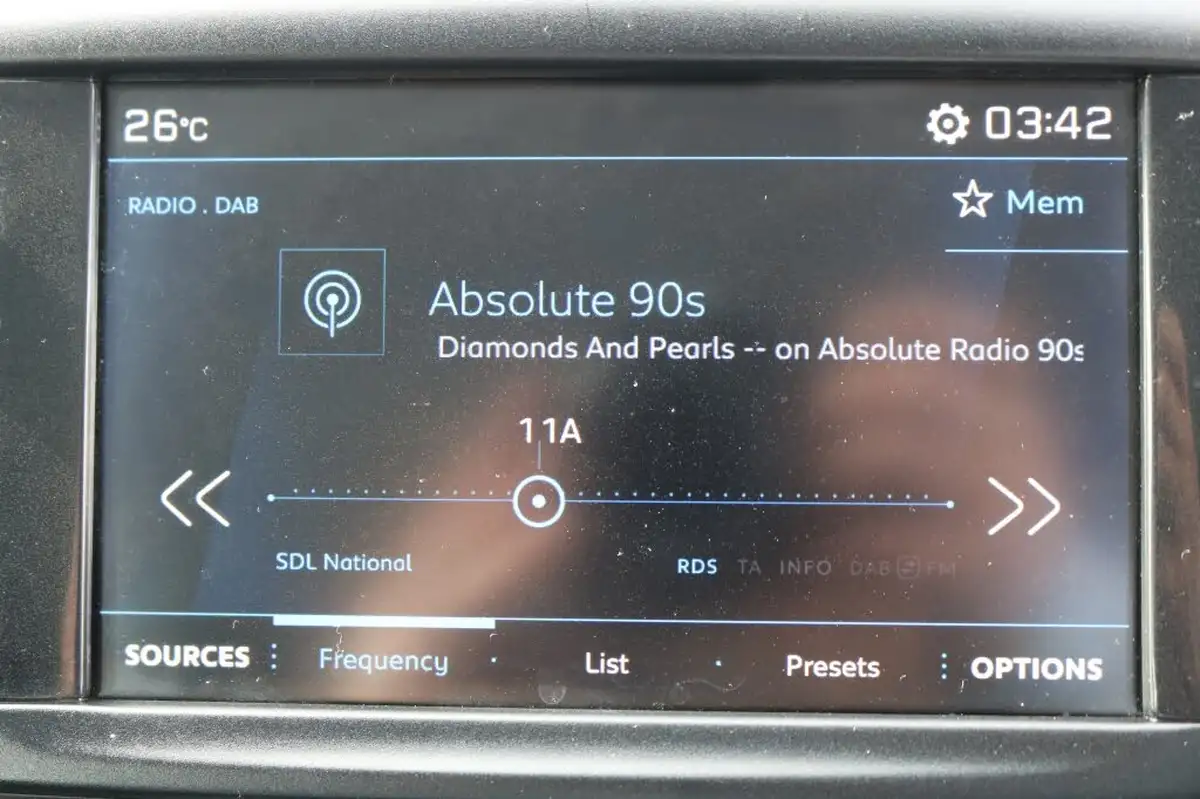 26°C 03:42
RADIO . DAB
Mem
Absolute 90s
Diamonds And Pearls -- on Absolute Radio 90s
11A
SDL National
RDS TA INFO DAB FM
SOURCES Frequency List Presets OPTIONS